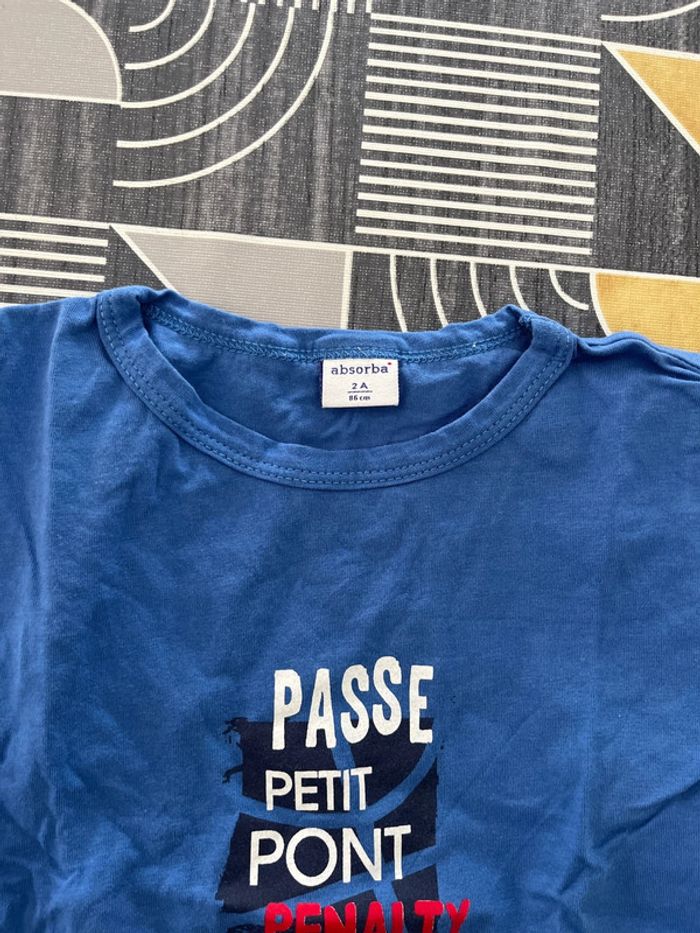 absorba
2 A
86 cm
PASSE
PETIT
PONT
PENALTY